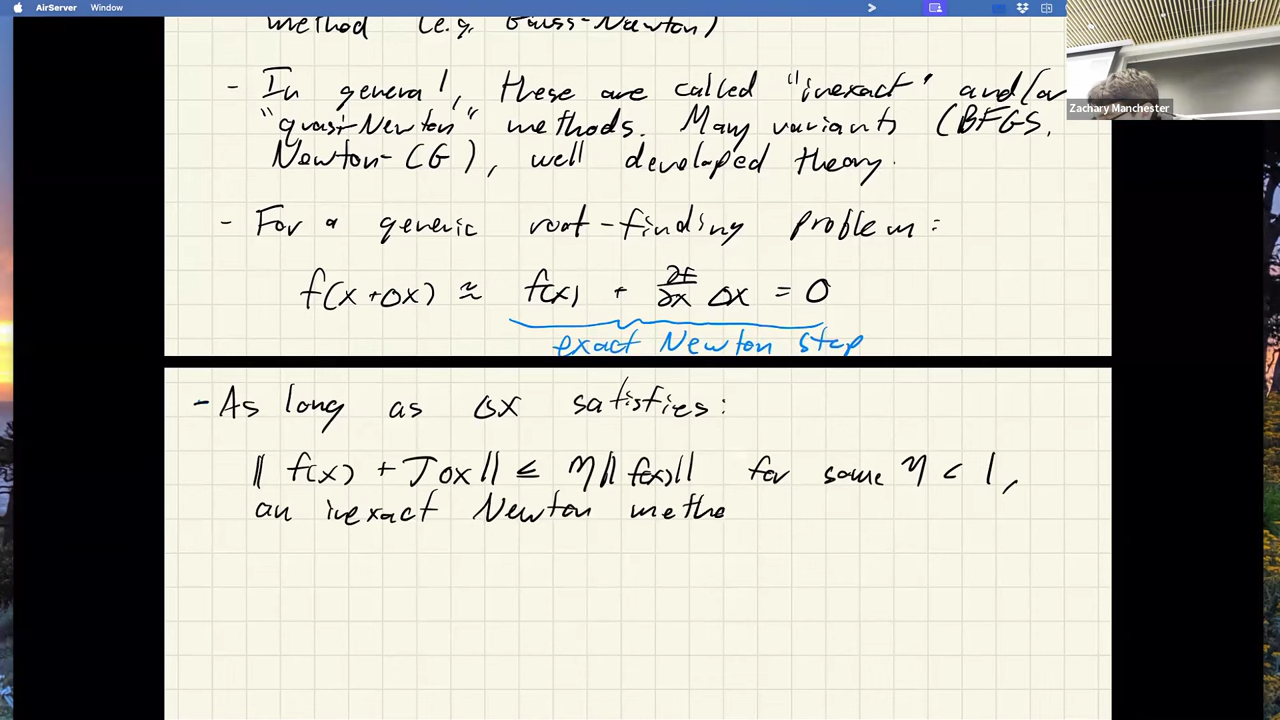 AirServer Window
method (e.g. Gauss-Newton)
- In general, these are called "inexact" and/or
"quasi-Newton" methods. Many variants (BFGS,
Newton-CG), well developed theory.
- For a generic root-finding problem:
f(x+Δx) ≈ f(x) + ∂f/∂x Δx = 0
exact Newton step
- As long as Δx satisfies:
|| f(x) + JΔx || ≤ η||f(x)|| for some η < 1,
an inexact Newton metho
Zachary Manchester